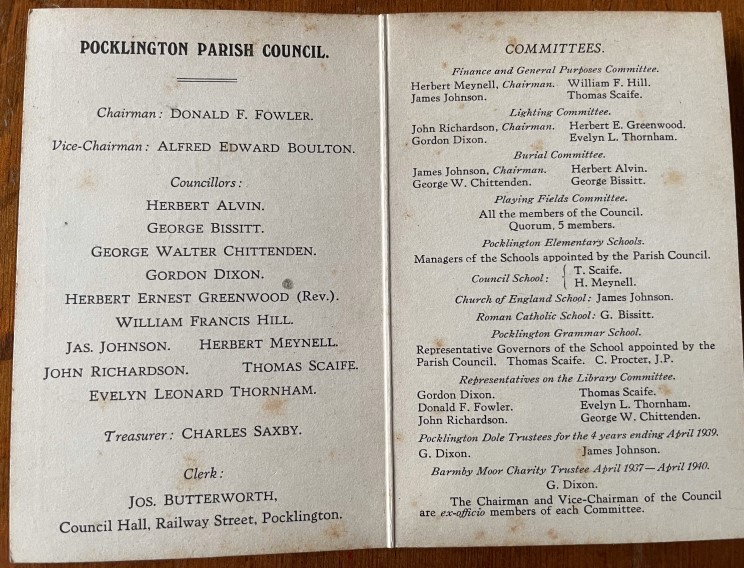 POCKLINGTON PARISH COUNCIL.
Chairman: DONALD F. FOWLER.
Vice-Chairman: ALFRED EDWARD BOULTON.
Councillors:
HERBERT ALVIN.
GEORGE BISSITT.
GEORGE WALTER CHITTENDEN.
GORDON DIXON.
HERBERT ERNEST GREENWOOD (Rev.).
WILLIAM FRANCIS HILL.
JAS. JOHNSON. HERBERT MEYNELL.
JOHN RICHARDSON. THOMAS SCAIFE.
EVELYN LEONARD THORNHAM.
Treasurer: CHARLES SAXBY.
Clerk:
JOS. BUTTERWORTH,
Council Hall, Railway Street, Pocklington.
COMMITTEES.
Finance and General Purposes Committee.
Herbert Meynell, Chairman. William F. Hill.
James Johnson. Thomas Scaife.
Lighting Committee.
John Richardson, Chairman. Herbert E. Greenwood.
Gordon Dixon. Evelyn L. Thornham.
Burial Committee.
James Johnson, Chairman. Herbert Alvin.
George W. Chittenden. George Bissitt.
Playing Fields Committee.
All the members of the Council.
Quorum, 5 members.
Pocklington Elementary Schools.
Managers of the Schools appointed by the Parish Council.
Council School: { T. Scaife.
H. Meynell.
Church of England School: James Johnson.
Roman Catholic School: G. Bissitt.
Pocklington Grammar School.
Representative Governors of the School appointed by the
Parish Council. Thomas Scaife. C. Procter, J.P.
Representatives on the Library Committee.
Gordon Dixon. Thomas Scaife.
Donald F. Fowler. Evelyn L. Thornham.
John Richardson. George W. Chittenden.
Pocklington Dole Trustees for the 4 years ending April 1939.
G. Dixon. James Johnson.
Barmby Moor Charity Trustee April 1937—April 1940.
G. Dixon.
The Chairman and Vice-Chairman of the Council
are ex-officio members of each Committee.